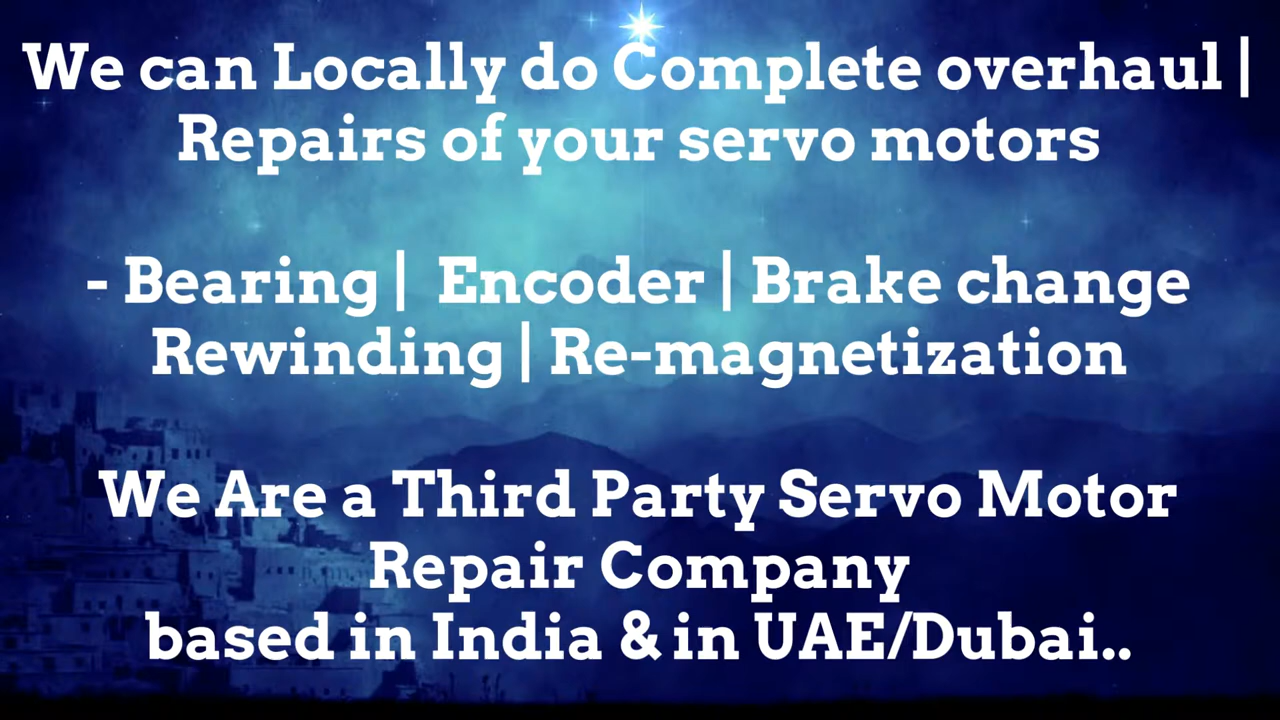 We can Locally do Complete overhaul |
Repairs of your servo motors
- Bearing | Encoder | Brake change
Rewinding | Re-magnetization
We Are a Third Party Servo Motor
Repair Company
based in India & in UAE/Dubai..